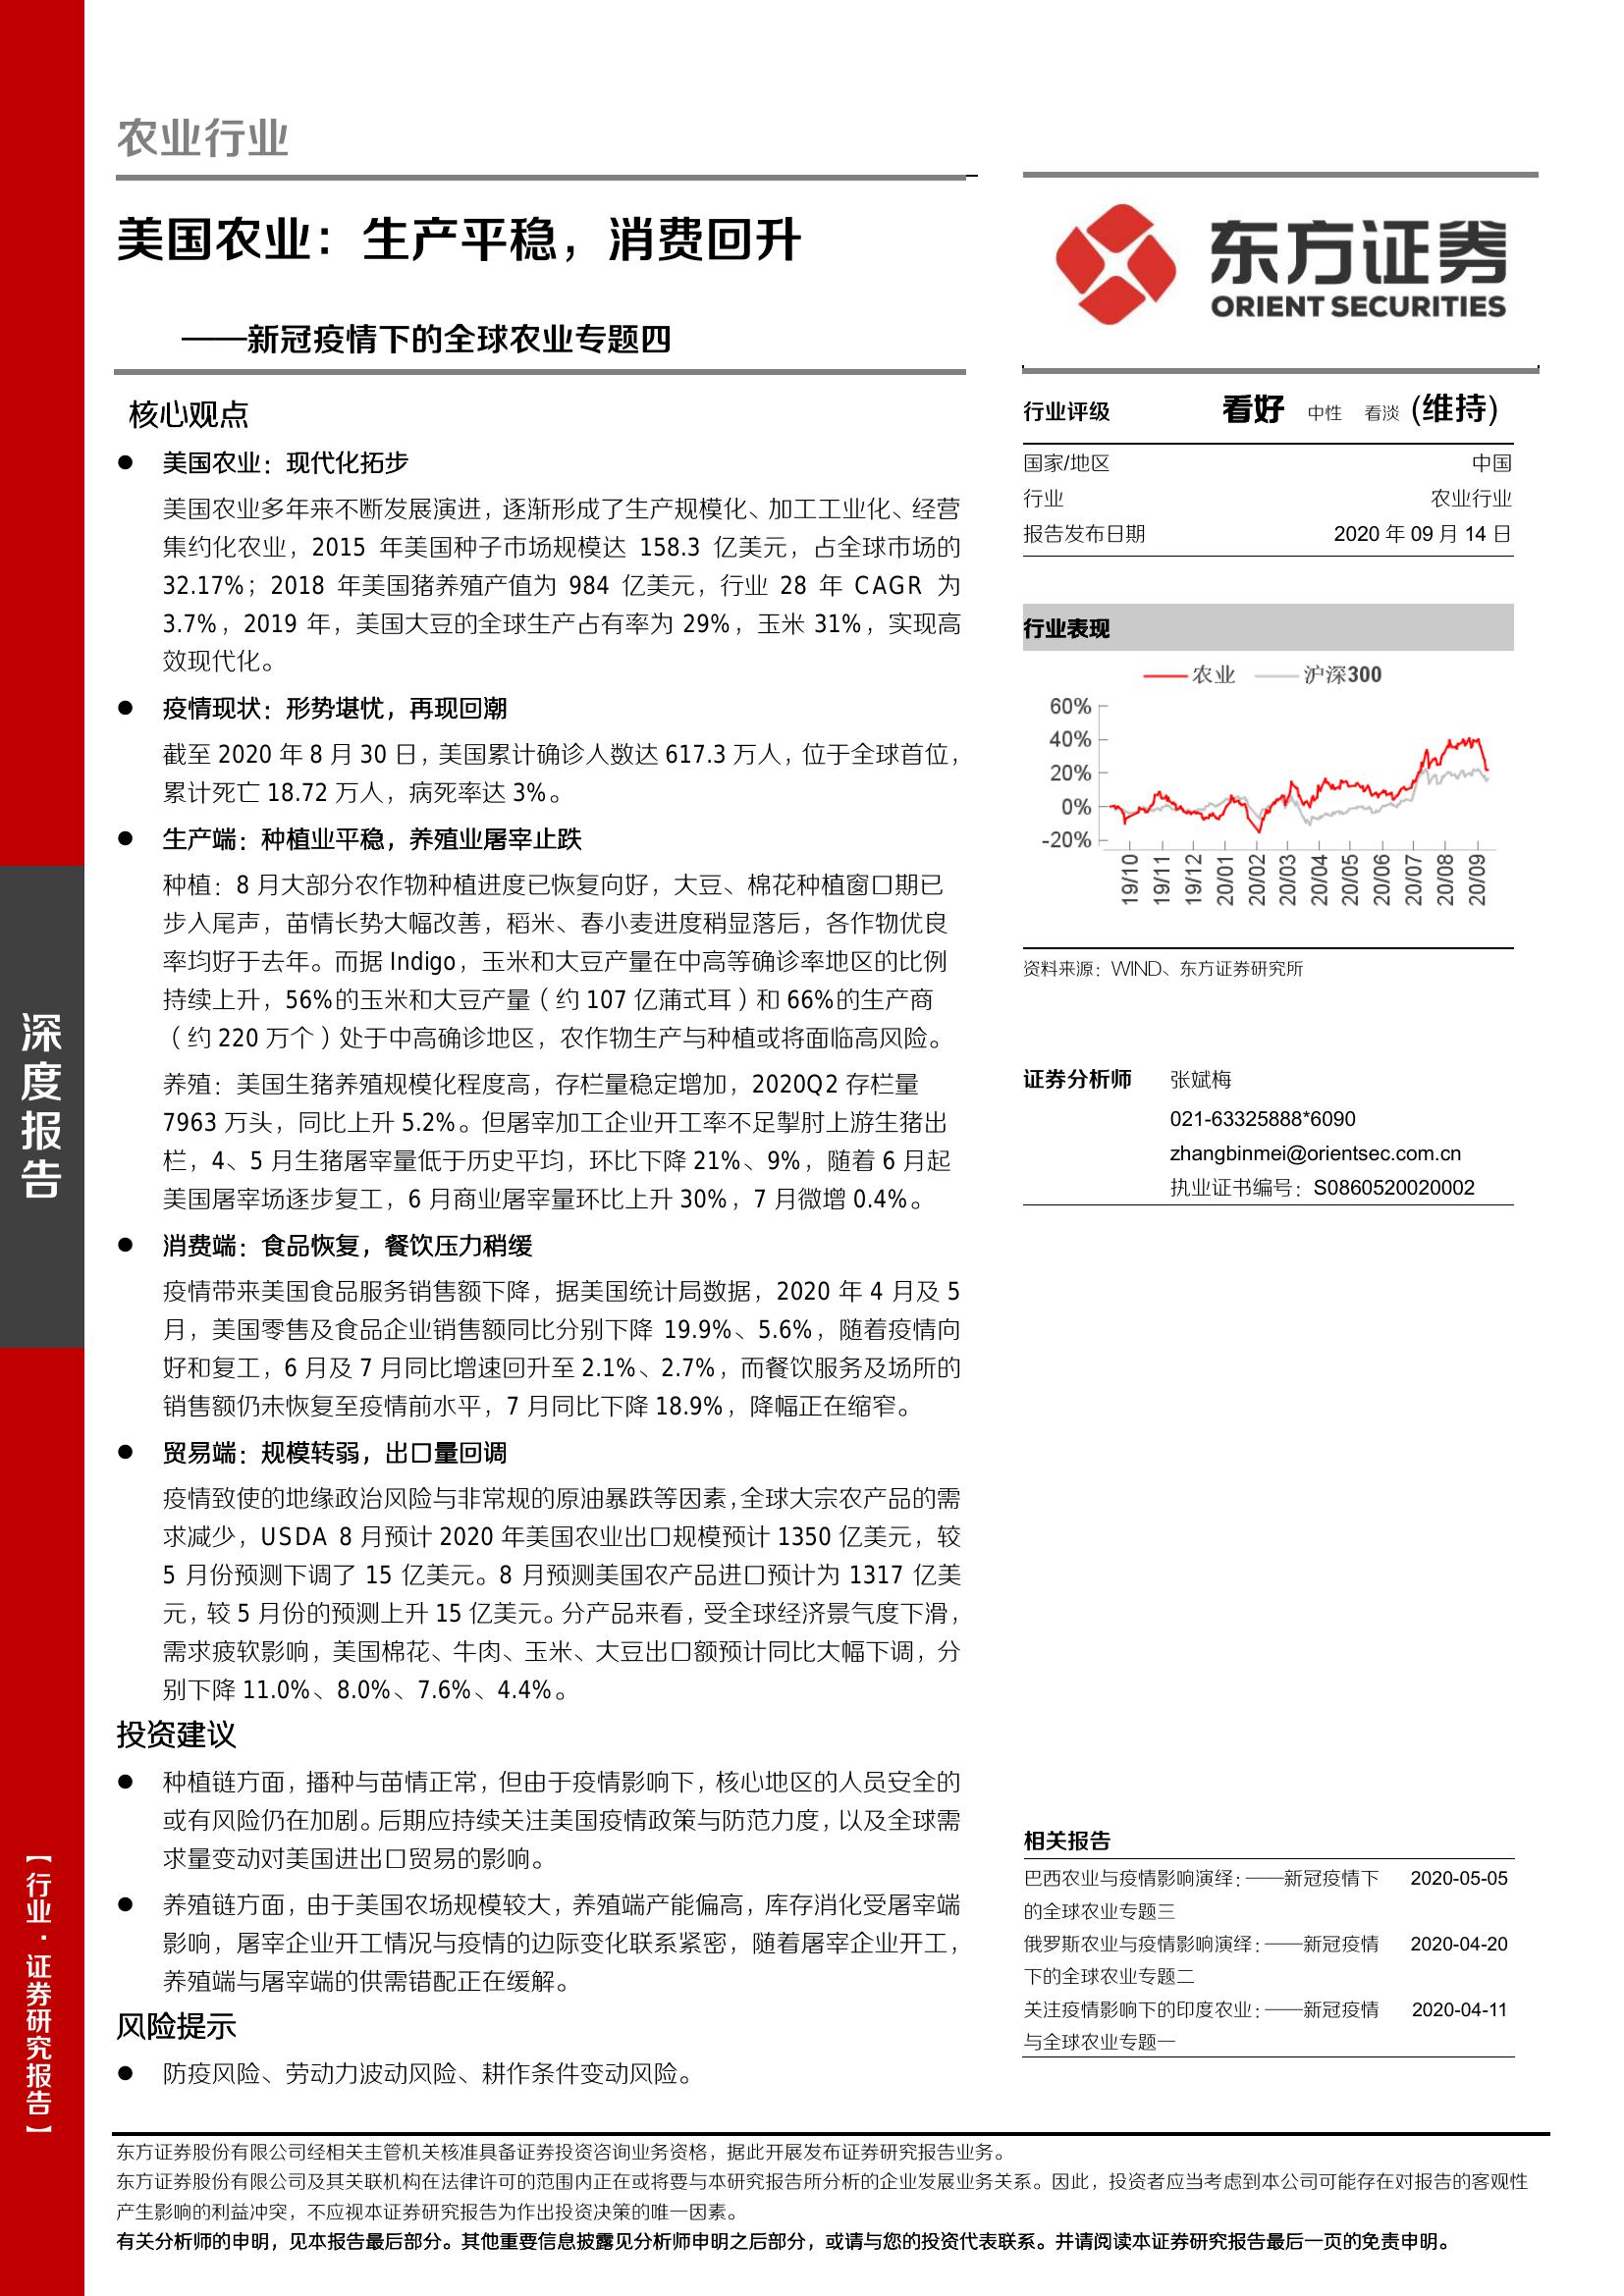 农业行业
美国农业：生产平稳，消费回升
——新冠疫情下的全球农业专题四
核心观点
● 美国农业：现代化拓步
美国农业多年来不断发展演进，逐渐形成了生产规模化、加工工业化、经营
集约化农业，2015 年美国种子市场规模达 158.3 亿美元，占全球市场的
32.17%；2018 年美国猪养殖产值为 984 亿美元，行业 28 年 CAGR 为
3.7%，2019 年，美国大豆的全球生产占有率为 29%，玉米 31%，实现高
效现代化。
● 疫情现状：形势堪忧，再现回潮
截至 2020 年 8 月 30 日，美国累计确诊人数达 617.3 万人，位于全球首位，
累计死亡 18.72 万人，病死率达 3%。
● 生产端：种植业平稳，养殖业屠宰止跌
种植：8 月大部分农作物种植进度已恢复向好，大豆、棉花种植窗口期已
步入尾声，苗情长势大幅改善，稻米、春小麦进度稍显落后，各作物优良
率均好于去年。而据 Indigo，玉米和大豆产量在中高等确诊率地区的比例
持续上升，56%的玉米和大豆产量（约 107 亿蒲式耳）和 66%的生产商
（约 220 万个）处于中高确诊地区，农作物生产与种植或将面临高风险。
养殖：美国生猪养殖规模化程度高，存栏量稳定增加，2020Q2 存栏量
7963 万头，同比上升 5.2%。但屠宰加工企业开工率不足掣肘上游生猪出
栏，4、5 月生猪屠宰量低于历史平均，环比下降 21%、9%，随着 6 月起
美国屠宰场逐步复工，6 月商业屠宰量环比上升 30%，7 月微增 0.4%。
● 消费端：食品恢复，餐饮压力稍缓
疫情带来美国食品服务销售额下降，据美国统计局数据，2020 年 4 月及 5
月，美国零售及食品企业销售额同比分别下降 19.9%、5.6%，随着疫情向
好和复工，6 月及 7 月同比增速回升至 2.1%、2.7%，而餐饮服务及场所的
销售额仍未恢复至疫情前水平，7 月同比下降 18.9%，降幅正在缩窄。
● 贸易端：规模转弱，出口量回调
疫情致使的地缘政治风险与非常规的原油暴跌等因素，全球大宗农产品的需
求减少，USDA 8 月预计 2020 年美国农业出口规模预计 1350 亿美元，较
5 月份预测下调了 15 亿美元。8 月预测美国农产品进口预计为 1317 亿美
元，较 5 月份的预测上升 15 亿美元。分产品来看，受全球经济景气度下滑，
需求疲软影响，美国棉花、牛肉、玉米、大豆出口额预计同比大幅下调，分
别下降 11.0%、8.0%、7.6%、4.4%。
投资建议
● 种植链方面，播种与苗情正常，但由于疫情影响下，核心地区的人员安全的
或有风险仍在加剧。后期应持续关注美国疫情政策与防范力度，以及全球需
求量变动对美国进出口贸易的影响。
● 养殖链方面，由于美国农场规模较大，养殖端产能偏高，库存消化受屠宰端
影响，屠宰企业开工情况与疫情的边际变化联系紧密，随着屠宰企业开工，
养殖端与屠宰端的供需错配正在缓解。
风险提示
● 防疫风险、劳动力波动风险、耕作条件变动风险。
东方证券
ORIENT SECURITIES
行业评级 看好 中性 看淡 (维持)
国家/地区 中国
行业 农业行业
报告发布日期 2020 年 09 月 14 日
行业表现
农业 沪深300
60%
40%
20%
0%
-20%
19/10 19/11 19/12 20/01 20/02 20/03 20/04 20/05 20/06 20/07 20/08 20/09
资料来源：WIND、东方证券研究所
证券分析师 张斌梅
021-63325888*6090
zhangbinmei@orientsec.com.cn
执业证书编号：S0860520020002
相关报告
巴西农业与疫情影响演绎：——新冠疫情下 2020-05-05
的全球农业专题三
俄罗斯农业与疫情影响演绎：——新冠疫情 2020-04-20
下的全球农业专题二
关注疫情影响下的印度农业：——新冠疫情 2020-04-11
与全球农业专题一
深度报告
【行业·证券研究报告】
东方证券股份有限公司经相关主管机关核准具备证券投资咨询业务资格，据此开展发布证券研究报告业务。
东方证券股份有限公司及其关联机构在法律许可的范围内正在或将要与本研究报告所分析的企业发展业务关系。因此，投资者应当考虑到本公司可能存在对报告的客观性
产生影响的利益冲突，不应视本证券研究报告为作出投资决策的唯一因素。
有关分析师的申明，见本报告最后部分。其他重要信息披露见分析师申明之后部分，或请与您的投资代表联系。并请阅读本证券研究报告最后一页的免责申明。